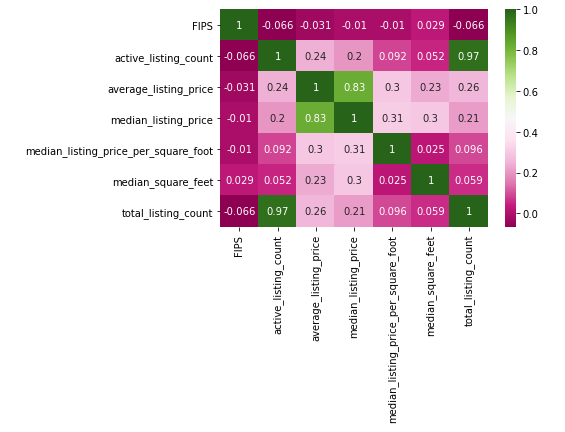 FIPS 1 -0.066 -0.031 -0.01 -0.01 0.029 -0.066
active_listing_count -0.066 1 0.24 0.2 0.092 0.052 0.97
average_listing_price -0.031 0.24 1 0.83 0.3 0.23 0.26
median_listing_price -0.01 0.2 0.83 1 0.31 0.3 0.21
median_listing_price_per_square_foot -0.01 0.092 0.3 0.31 1 0.025 0.096
median_square_feet 0.029 0.052 0.23 0.3 0.025 1 0.059
total_listing_count -0.066 0.97 0.26 0.21 0.096 0.059 1
FIPS
active_listing_count
average_listing_price
median_listing_price
median_listing_price_per_square_foot
median_square_feet
total_listing_count
1.0
0.8
0.6
0.4
0.2
0.0